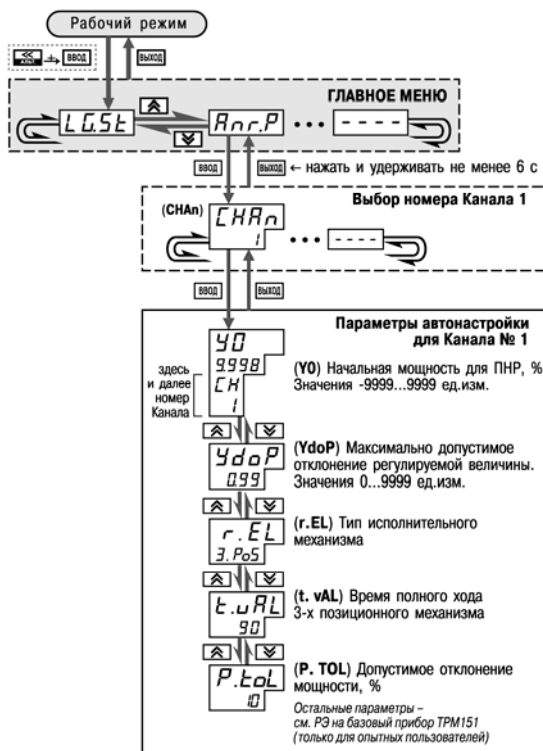 Рабочий режим
АЛЬТ ВВОД ВЫХОД
ГЛАВНОЕ МЕНЮ
LG.St Anr.P • • • ----
ВВОД ВЫХОД ← нажать и удерживать не менее 6 с
Выбор номера Канала 1
(CHAn) CHAn
1 • • • ----
ВВОД ВЫХОД
Параметры автонастройки
для Канала № 1
Y0
9.998
CH
1
здесь
и далее
номер
Канала
(Y0) Начальная мощность для ПНР, %
Значения -9999...9999 ед.изм.
YdoP
0.99
(YdoP) Максимально допустимое
отклонение регулируемой величины.
Значения 0...9999 ед.изм.
r.EL
3.PoS
(r.EL) Тип исполнительного
механизма
t.vAL
90
(t. vAL) Время полного хода
3-х позиционного механизма
P.toL
10
(P. TOL) Допустимое отклонение
мощности, %
Остальные параметры –
см. РЭ на базовый прибор ТРМ151
(только для опытных пользователей)